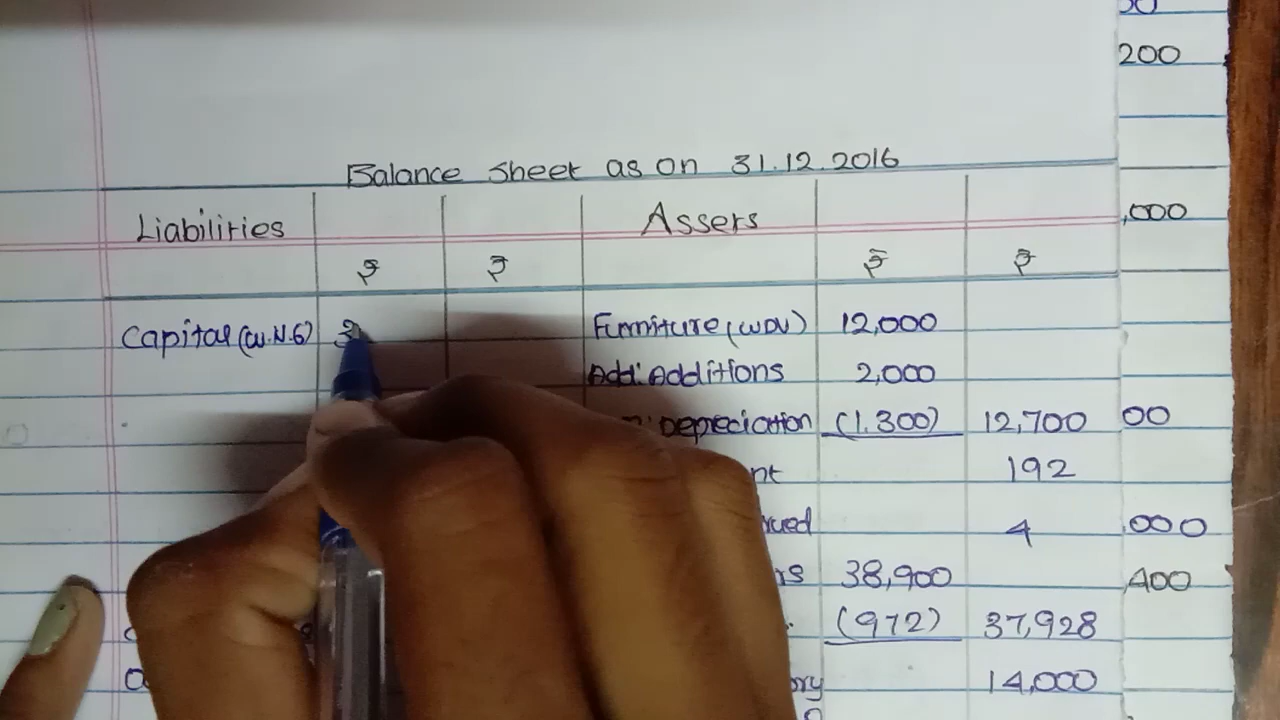 200
Balance Sheet as on 31.12.2016
Liabilities Assets ,000
₹ ₹ ₹ ₹
Capital (W.N.6) Furniture (WDV) 12,000
Add: Additions 2,000
Depreciation (1,300) 12,700 00
192
4 000
38,900 ,400
(972) 37,928
14,000